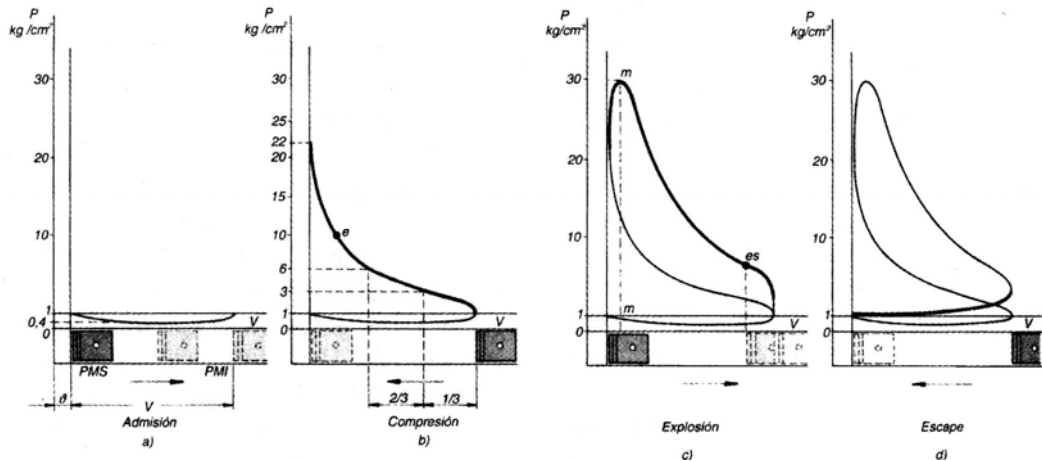 P
kg /cm²
30
20
10
1
0,4
0
V
PMS
PMI
V
Admisión
a)
P
kg /cm²
30
25
22
20
15
10
6
3
1
0
e
V
2/3
1/3
Compresión
b)
P
kg/cm²
30
20
10
1
0
m
es
m
V
Explosión
c)
P
kg/cm²
30
20
10
1
0
V
Escape
d)